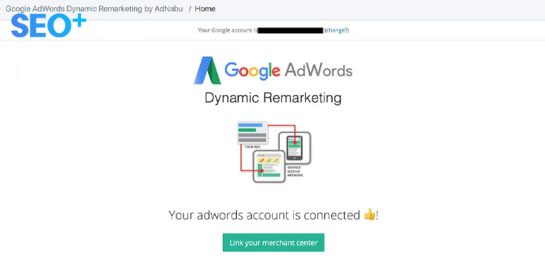 Google AdWords Dynamic Remarketing by AdNabu / Home
SEO+
Your Google account is (change?)
Google AdWords
Dynamic Remarketing
YOUR ADS
GOOGLE
DISPLAY
NETWORK
Your adwords account is connected 👍!
Link your merchant center